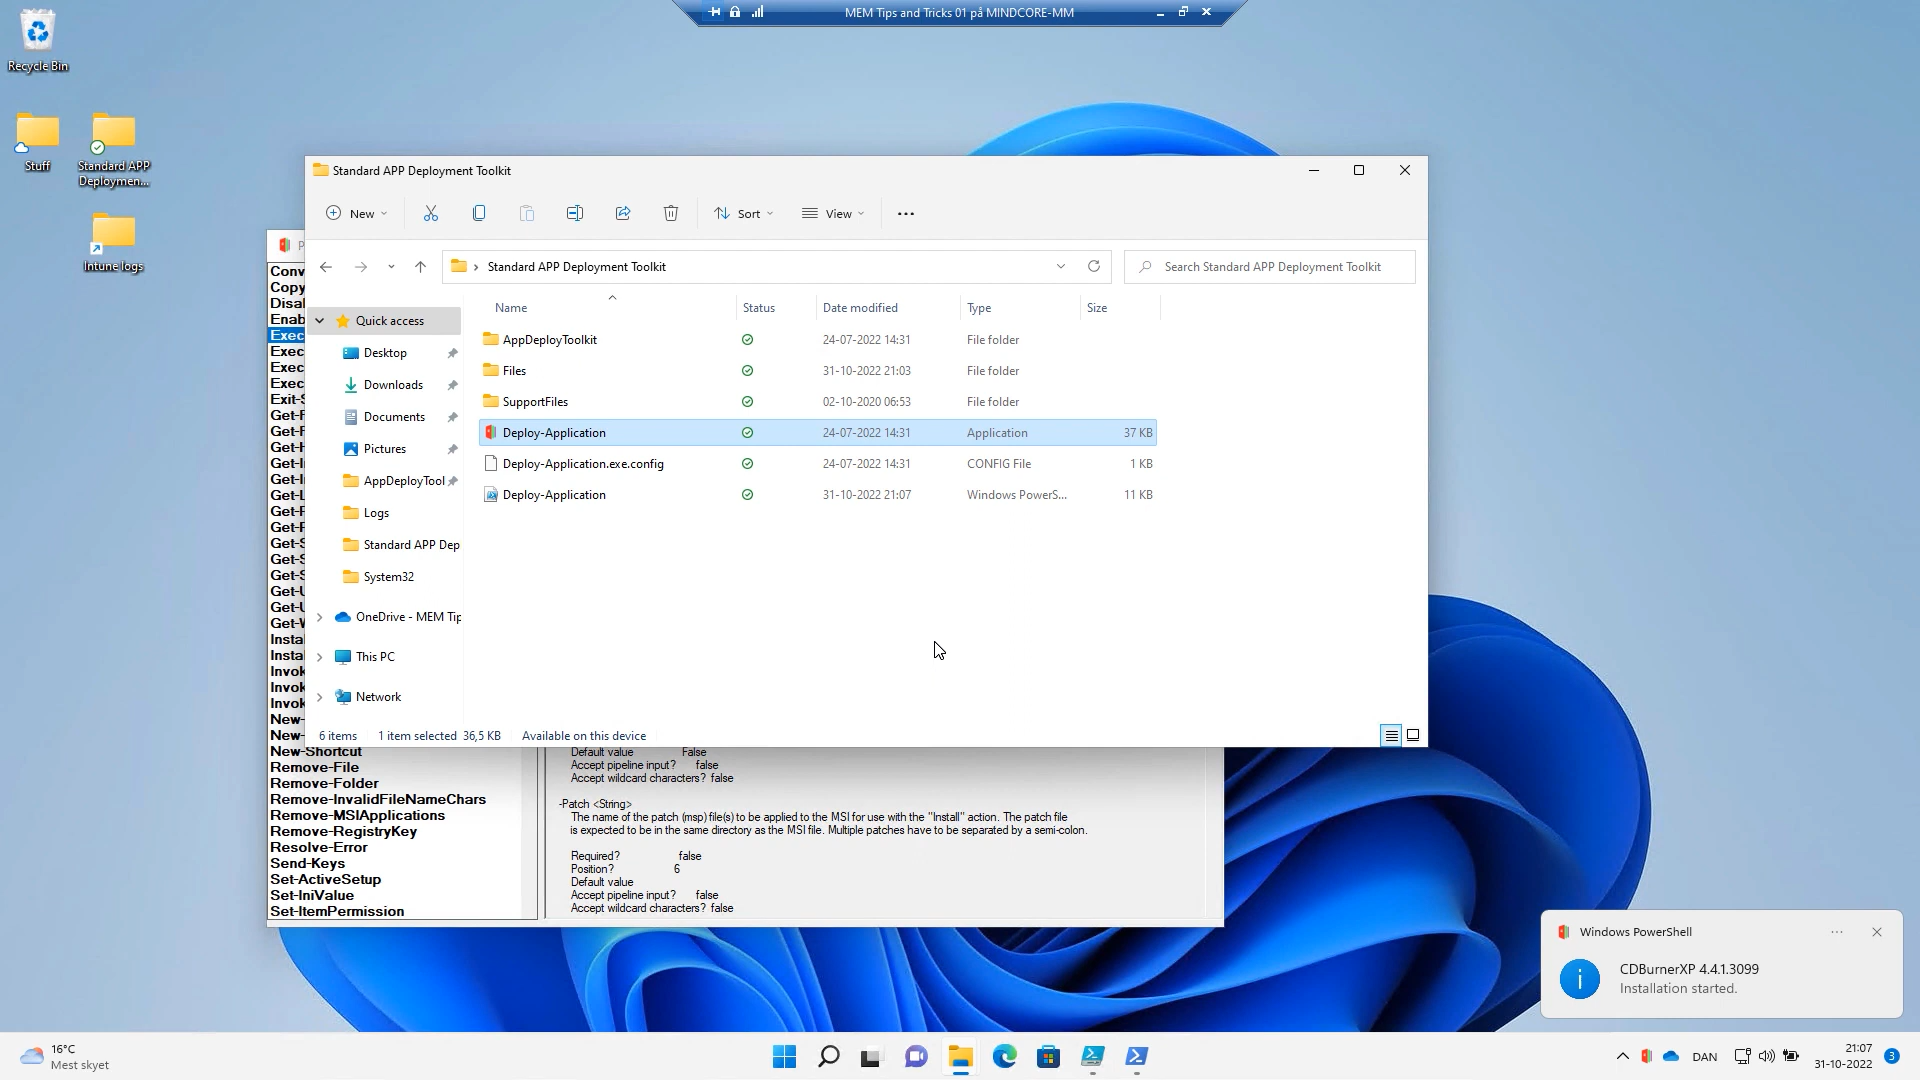 MEM Tips and Tricks 01 på MINDCORE-MM
Recycle Bin
Stuff
Standard APP
Deploymen...
Intune logs
Standard APP Deployment Toolkit
New
Sort
View
Standard APP Deployment Toolkit
Search Standard APP Deployment Toolkit
Name
Status
Date modified
Type
Size
Quick access
Desktop
Downloads
Documents
Pictures
AppDeployTool
Logs
Standard APP Dep
System32
OneDrive - MEM Tip
This PC
Network
AppDeployToolkit 24-07-2022 14:31 File folder
Files 31-10-2022 21:03 File folder
SupportFiles 02-10-2020 06:53 File folder
Deploy-Application 24-07-2022 14:31 Application 37 KB
Deploy-Application.exe.config 24-07-2022 14:31 CONFIG File 1 KB
Deploy-Application 31-10-2022 21:07 Windows PowerS... 11 KB
6 items 1 item selected 36,5 KB Available on this device
P
Conv
Copy
Disal
Enab
Exec
Exec
Exec
Exec
Exit-S
Get-F
Get-F
Get-H
Get-I
Get-I
Get-L
Get-F
Get-F
Get-S
Get-S
Get-S
Get-U
Get-U
Get-W
Insta
Insta
Invok
Invok
Invok
New-
New-
New-Shortcut
Remove-File
Remove-Folder
Remove-InvalidFileNameChars
Remove-MSIApplications
Remove-RegistryKey
Resolve-Error
Send-Keys
Set-ActiveSetup
Set-IniValue
Set-ItemPermission
Default value False
Accept pipeline input? false
Accept wildcard characters? false
-Patch <String>
The name of the patch (msp) file(s) to be applied to the MSI for use with the "Install" action. The patch file
is expected to be in the same directory as the MSI file. Multiple patches have to be separated by a semi-colon.
Required? false
Position? 6
Default value
Accept pipeline input? false
Accept wildcard characters? false
Windows PowerShell
CDBurnerXP 4.4.1.3099
Installation started.
16°C
Mest skyet
DAN
21:07
31-10-2022
3